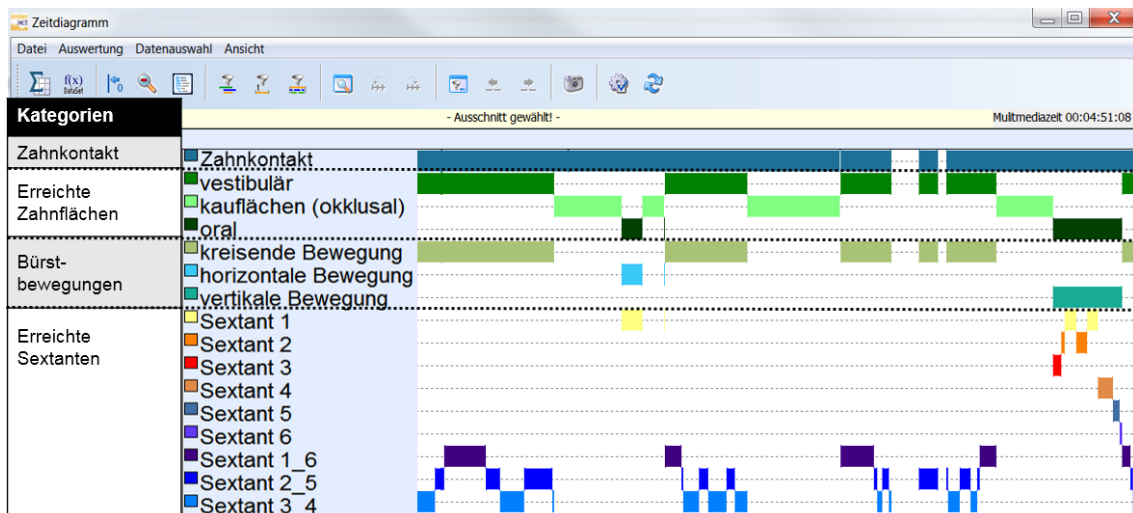 Zeitdiagramm
Datei Auswertung Datenauswahl Ansicht
f(x)
DataSet
Kategorien
- Ausschnitt gewählt! -
Mulitmediazeit 00:04:51:08
Zahnkontakt
Zahnkontakt
Erreichte
Zahnflächen
vestibulär
kauflächen (okklusal)
oral
Bürst-
bewegungen
kreisende Bewegung
horizontale Bewegung
vertikale Bewegung
Erreichte
Sextanten
Sextant 1
Sextant 2
Sextant 3
Sextant 4
Sextant 5
Sextant 6
Sextant 1_6
Sextant 2_5
Sextant 3_4